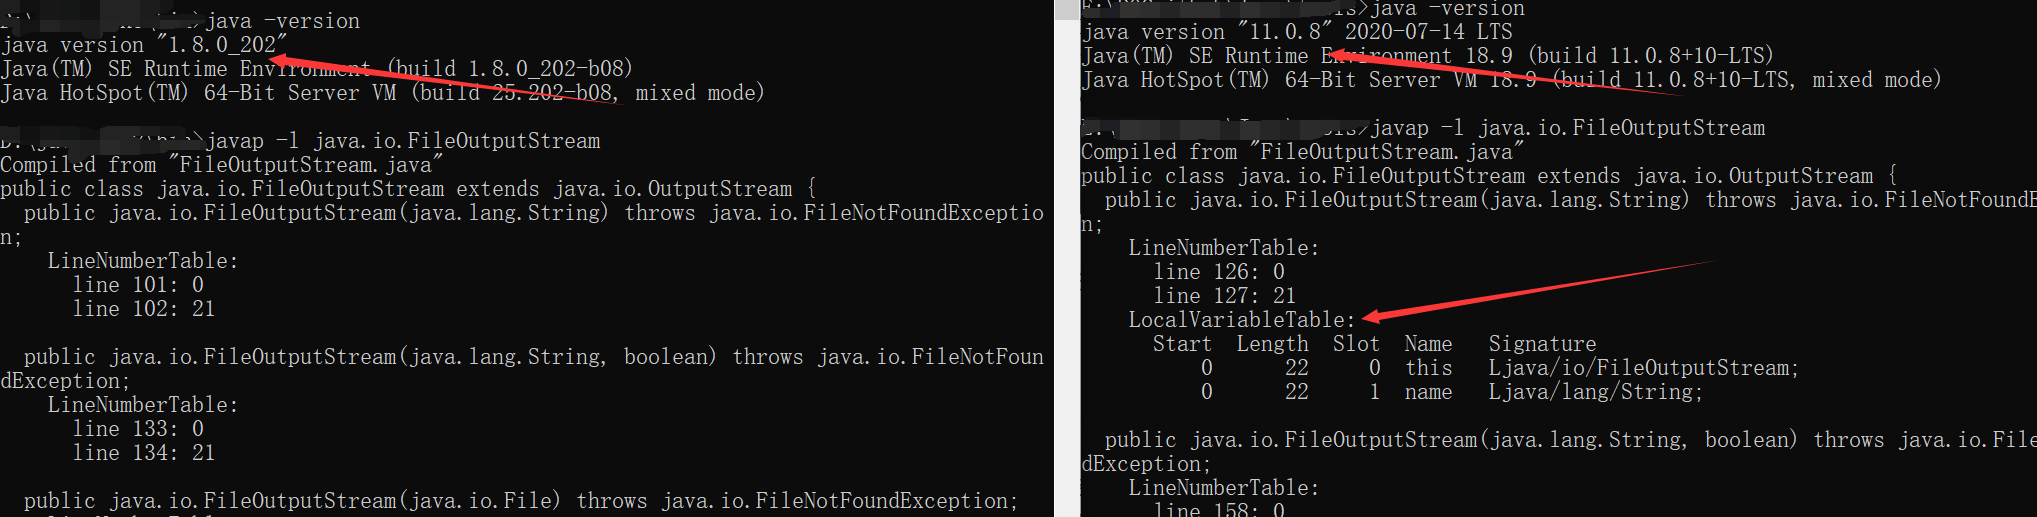 >java -version
java version "1.8.0_202"
Java(TM) SE Runtime Environment (build 1.8.0_202-b08)
Java HotSpot(TM) 64-Bit Server VM (build 25.202-b08, mixed mode)
>javap -l java.io.FileOutputStream
Compiled from "FileOutputStream.java"
public class java.io.FileOutputStream extends java.io.OutputStream {
  public java.io.FileOutputStream(java.lang.String) throws java.io.FileNotFoundExceptio
n;
    LineNumberTable:
      line 101: 0
      line 102: 21
  public java.io.FileOutputStream(java.lang.String, boolean) throws java.io.FileNotFoun
dException;
    LineNumberTable:
      line 133: 0
      line 134: 21
  public java.io.FileOutputStream(java.io.File) throws java.io.FileNotFoundException;
>java -version
java version "11.0.8" 2020-07-14 LTS
Java(TM) SE Runtime Environment 18.9 (build 11.0.8+10-LTS)
Java HotSpot(TM) 64-Bit Server VM 18.9 (build 11.0.8+10-LTS, mixed mode)
>javap -l java.io.FileOutputStream
Compiled from "FileOutputStream.java"
public class java.io.FileOutputStream extends java.io.OutputStream {
  public java.io.FileOutputStream(java.lang.String) throws java.io.FileNotFoundE
n;
    LineNumberTable:
      line 126: 0
      line 127: 21
    LocalVariableTable:
      Start  Length  Slot  Name   Signature
          0      22     0  this   Ljava/io/FileOutputStream;
          0      22     1  name   Ljava/lang/String;
  public java.io.FileOutputStream(java.lang.String, boolean) throws java.io.File
dException;
    LineNumberTable:
      line 158: 0